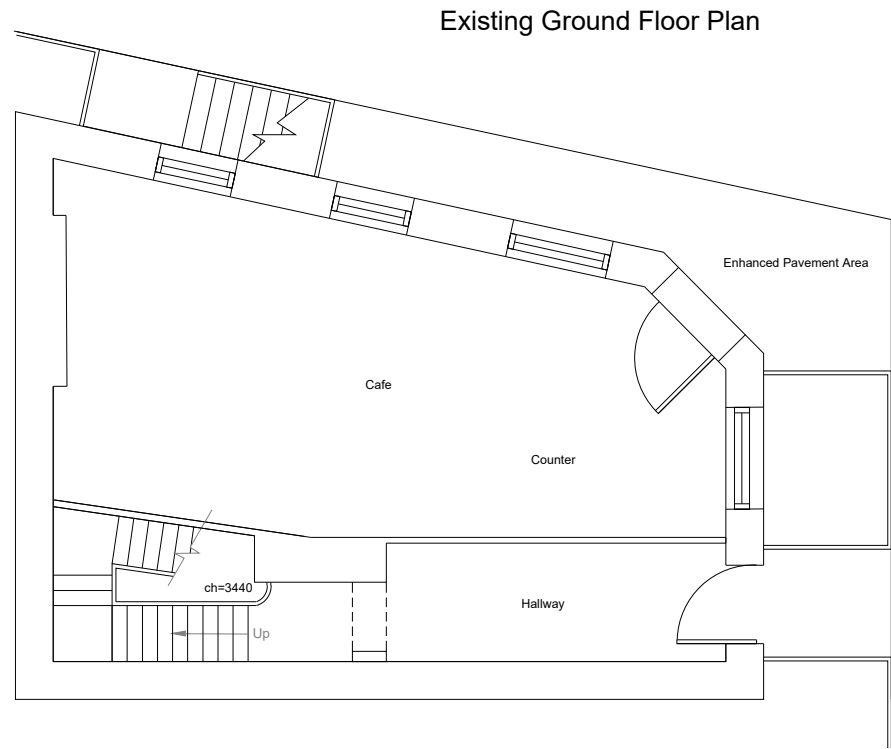 Existing Ground Floor Plan
Enhanced Pavement Area
Cafe
Counter
ch=3440
Hallway
Up